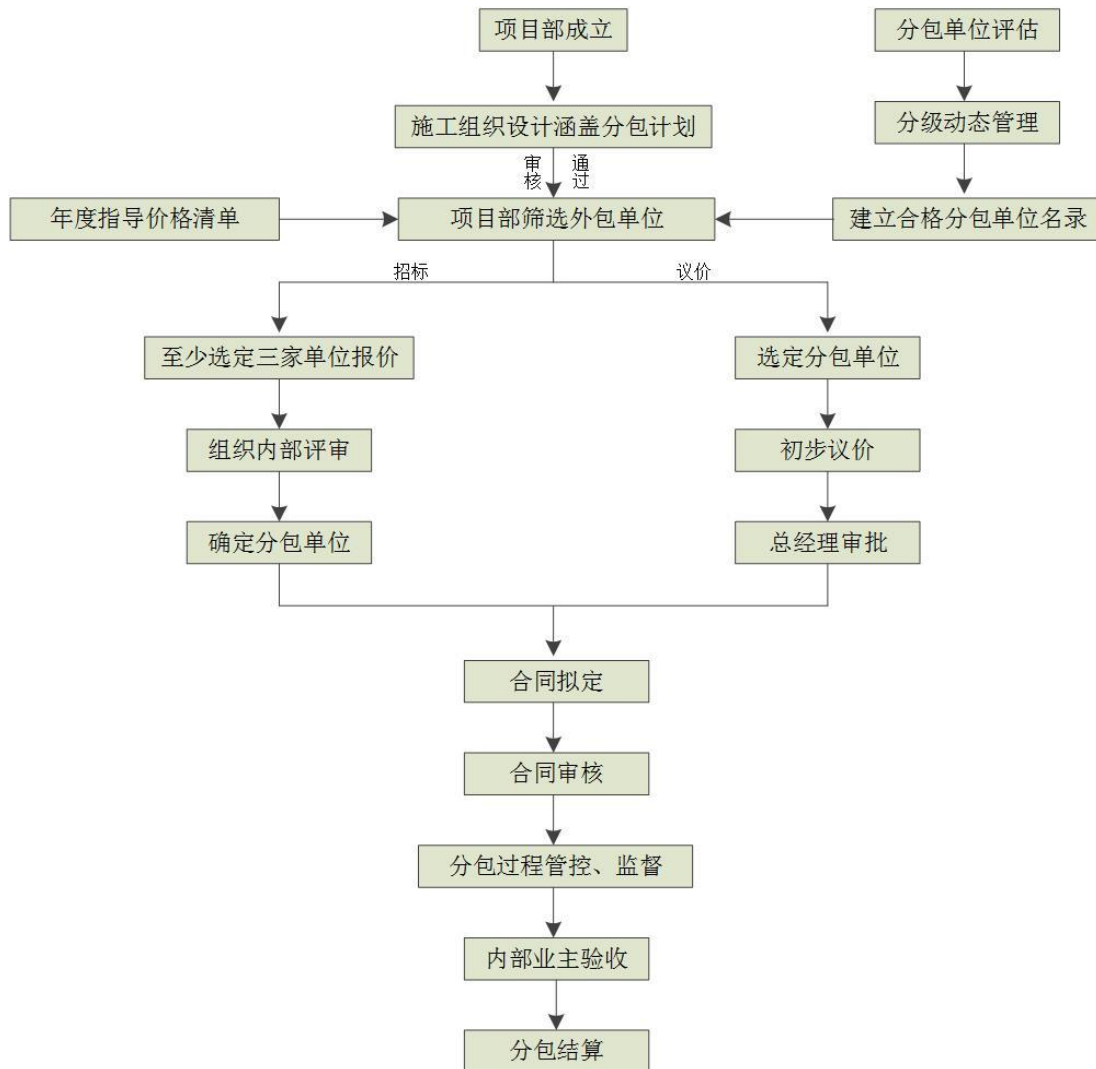 项目部成立
分包单位评估
施工组织设计涵盖分包计划
分级动态管理
审核
通过
年度指导价格清单
项目部筛选外包单位
建立合格分包单位名录
招标
议价
至少选定三家单位报价
选定分包单位
组织内部评审
初步议价
确定分包单位
总经理审批
合同拟定
合同审核
分包过程管控、监督
内部业主验收
分包结算